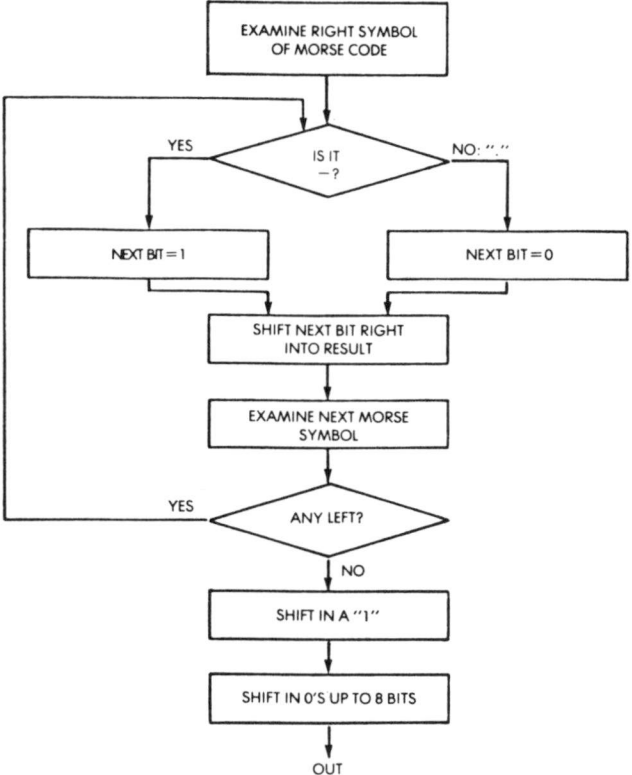 EXAMINE RIGHT SYMBOL
OF MORSE CODE
IS IT
—?
YES
NO: "."
NEXT BIT = 1
NEXT BIT = 0
SHIFT NEXT BIT RIGHT
INTO RESULT
EXAMINE NEXT MORSE
SYMBOL
YES
ANY LEFT?
NO
SHIFT IN A "1"
SHIFT IN 0'S UP TO 8 BITS
OUT